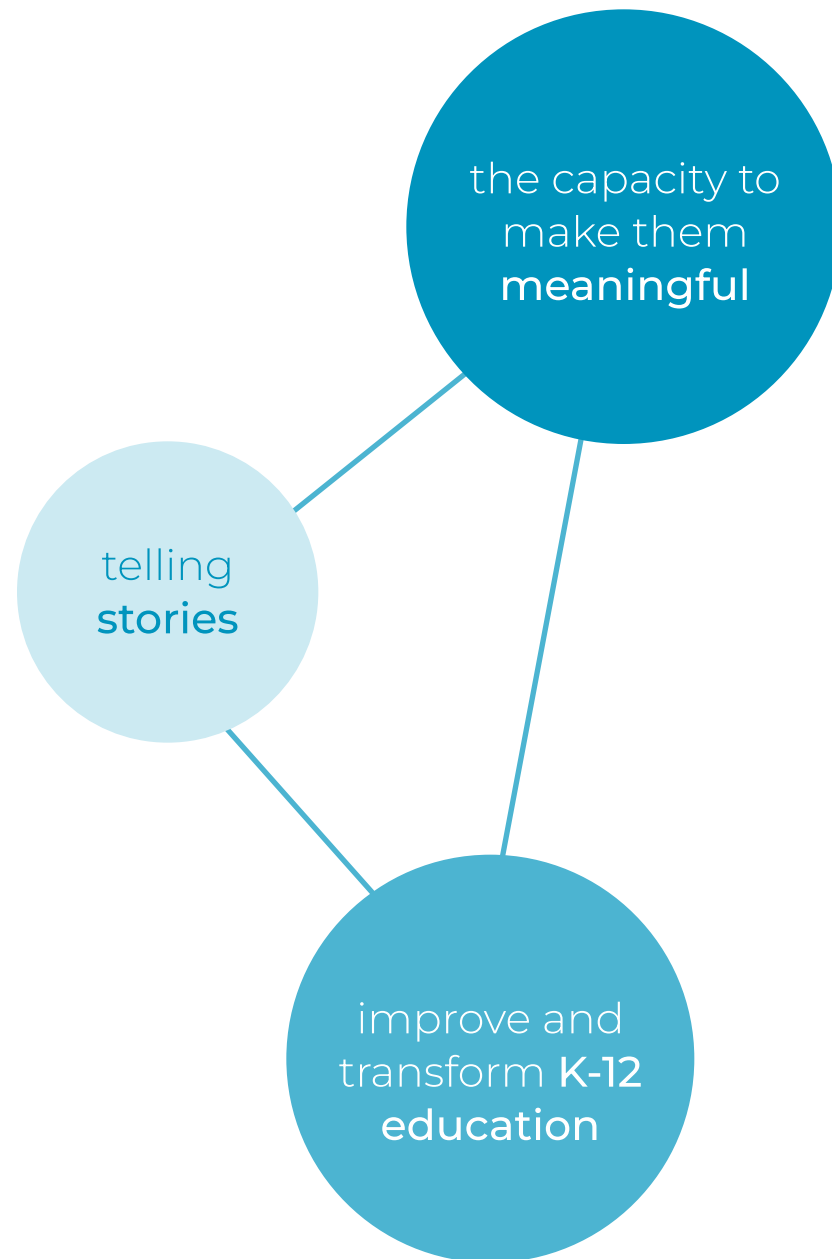 the capacity to
make them
meaningful
telling
stories
improve and
transform K-12
education